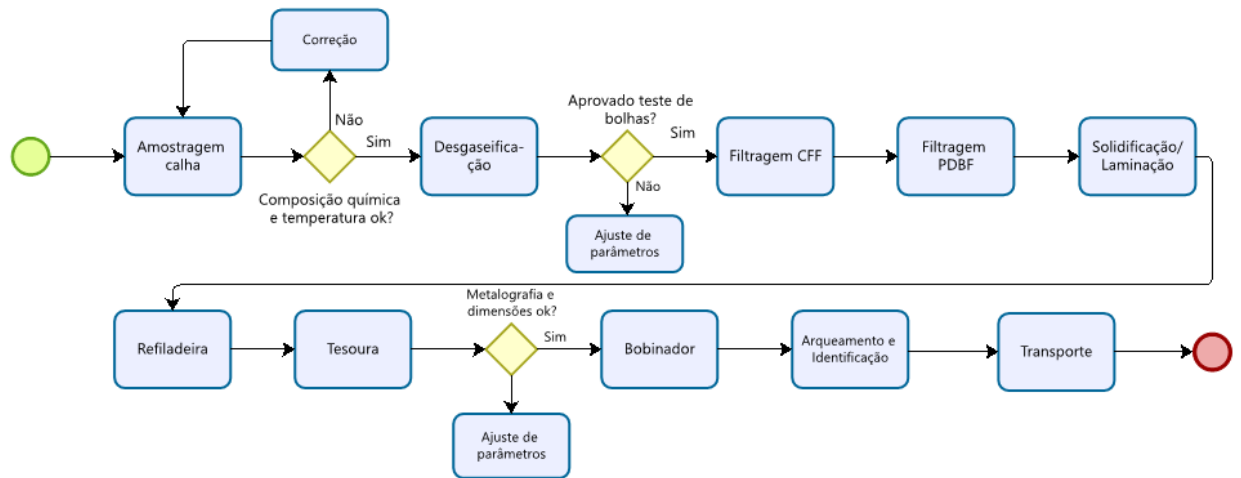 Correção
Não
Amostragem
calha
Sim
Composição química
e temperatura ok?
Desgaseifica-
ção
Aprovado teste de
bolhas?
Sim
Não
Ajuste de
parâmetros
Filtragem CFF
Filtragem
PDBF
Solidificação/
Laminação
Refiladeira
Tesoura
Metalografia e
dimensões ok?
Sim
Ajuste de
parâmetros
Bobinador
Arqueamento e
Identificação
Transporte